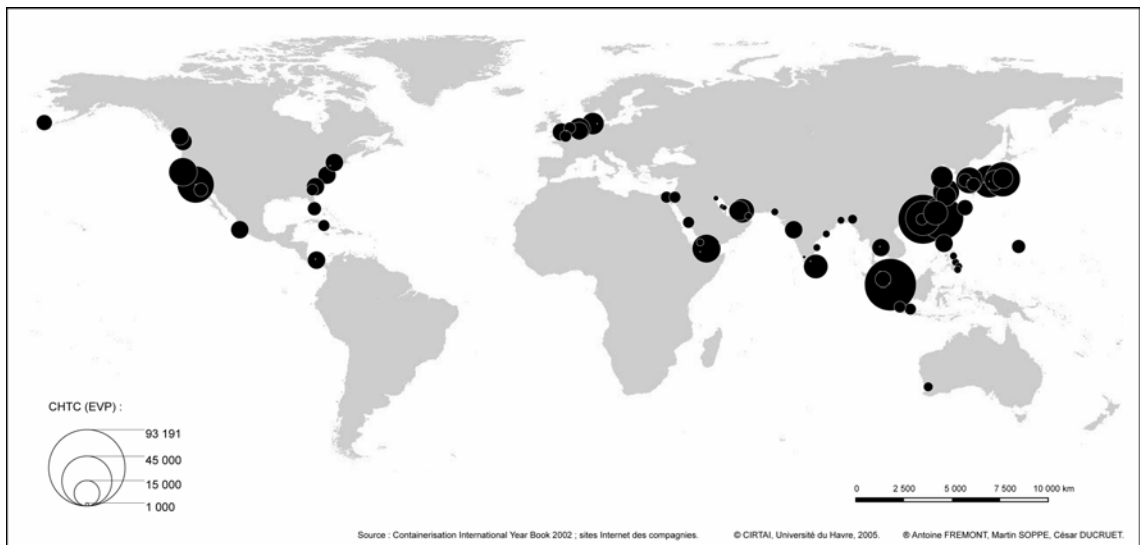 CHTC (EVP) :
93 191
45 000
15 000
1 000
0 2 500 5 000 7 500 10 000 km
Source : Containerisation International Year Book 2002 ; sites Internet des compagnies. © CIRTAI, Université du Havre, 2005. ® Antoine FREMONT, Martin SOPPE, César DUCRUET.